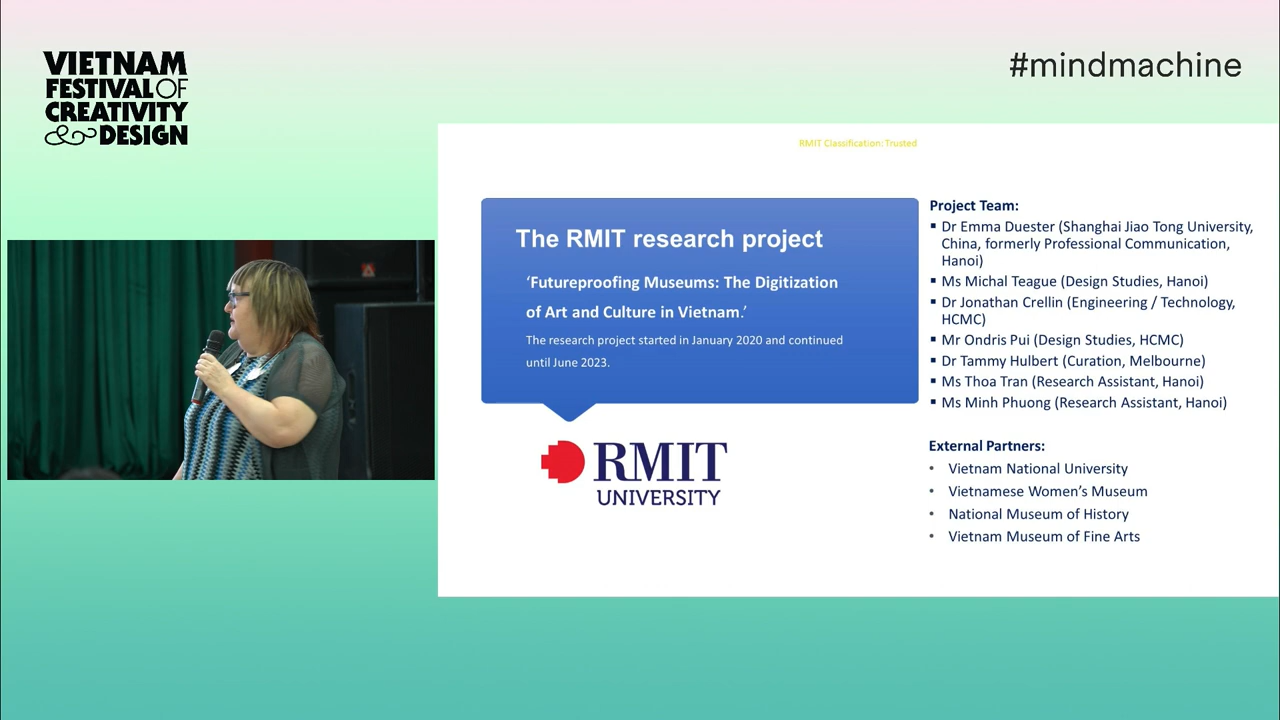 VIETNAM
FESTIVAL OF
CREATIVITY
& DESIGN
#mindmachine
RMIT Classification: Trusted
The RMIT research project
‘Futureproofing Museums: The Digitization
of Art and Culture in Vietnam.’
The research project started in January 2020 and continued
until June 2023.
RMIT
UNIVERSITY
Project Team:
▪ Dr Emma Duester (Shanghai Jiao Tong University,
China, formerly Professional Communication,
Hanoi)
▪ Ms Michal Teague (Design Studies, Hanoi)
▪ Dr Jonathan Crellin (Engineering / Technology,
HCMC)
▪ Mr Ondris Pui (Design Studies, HCMC)
▪ Dr Tammy Hulbert (Curation, Melbourne)
▪ Ms Thoa Tran (Research Assistant, Hanoi)
▪ Ms Minh Phuong (Research Assistant, Hanoi)
External Partners:
• Vietnam National University
• Vietnamese Women’s Museum
• National Museum of History
• Vietnam Museum of Fine Arts